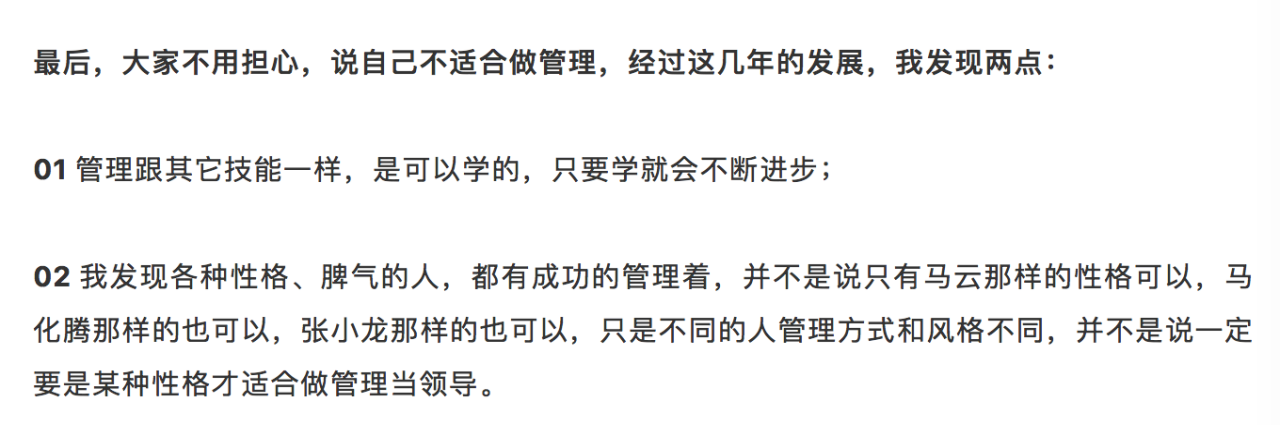 最后，大家不用担心，说自己不适合做管理，经过这几年的发展，我发现两点：
01 管理跟其它技能一样，是可以学的，只要学就会不断进步；
02 我发现各种性格、脾气的人，都有成功的管理着，并不是说只有马云那样的性格可以，马
化腾那样的也可以，张小龙那样的也可以，只是不同的人管理方式和风格不同，并不是说一定
要是某种性格才适合做管理当领导。